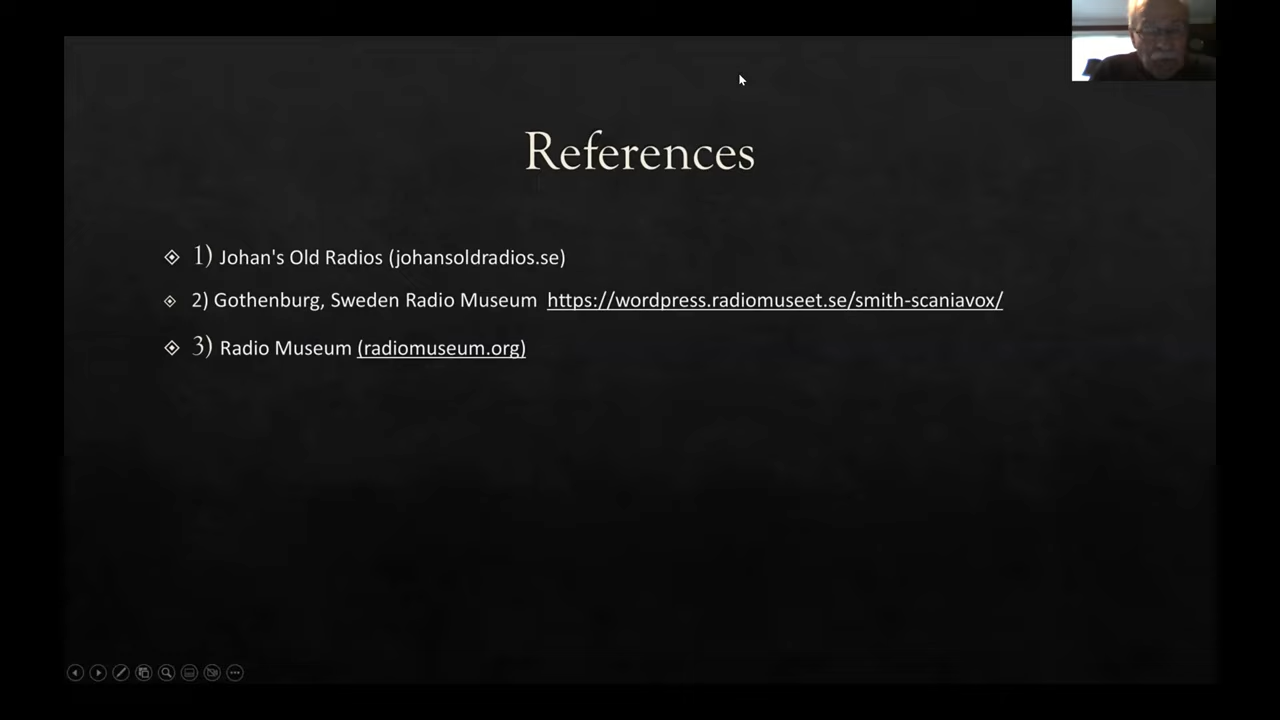 References
1) Johan's Old Radios (johansoldradios.se)
2) Gothenburg, Sweden Radio Museum https://wordpress.radiomuseet.se/smith-scaniavox/
3) Radio Museum (radiomuseum.org)